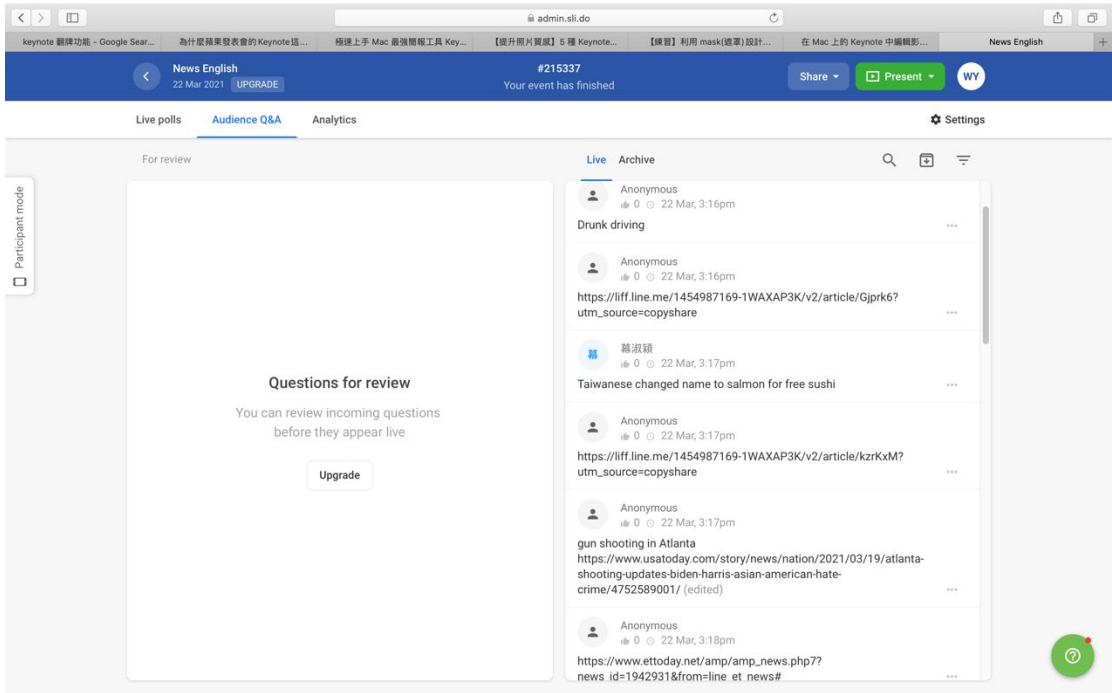 admin.sli.do
keynote 翻牌功能 - Google Sear...
為什麼蘋果發表會的 Keynote 這...
極速上手 Mac 最強簡報工具 Key...
【提升照片質感】5 種 Keynote...
【練習】利用 mask(遮罩) 設計...
在 Mac 上的 Keynote 中編輯影...
News English
News English
22 Mar 2021 UPGRADE
#215337
Your event has finished
Share
Present
WY
Live polls
Audience Q&A
Analytics
Settings
For review
Live
Archive
Participant mode
Questions for review
You can review incoming questions
before they appear live
Upgrade
Anonymous
0 22 Mar, 3:16pm
Drunk driving
Anonymous
0 22 Mar, 3:16pm
https://liff.line.me/1454987169-1WAXAP3K/v2/article/Gjprk6?
utm_source=copyshare
幕
幕淑穎
0 22 Mar, 3:17pm
Taiwanese changed name to salmon for free sushi
Anonymous
0 22 Mar, 3:17pm
https://liff.line.me/1454987169-1WAXAP3K/v2/article/kzrKxM?
utm_source=copyshare
Anonymous
0 22 Mar, 3:17pm
gun shooting in Atlanta
https://www.usatoday.com/story/news/nation/2021/03/19/atlanta-
shooting-updates-biden-harris-asian-american-hate-
crime/4752589001/ (edited)
Anonymous
0 22 Mar, 3:18pm
https://www.ettoday.net/amp/amp_news.php7?
news_id=1942931&from=line_et_news#